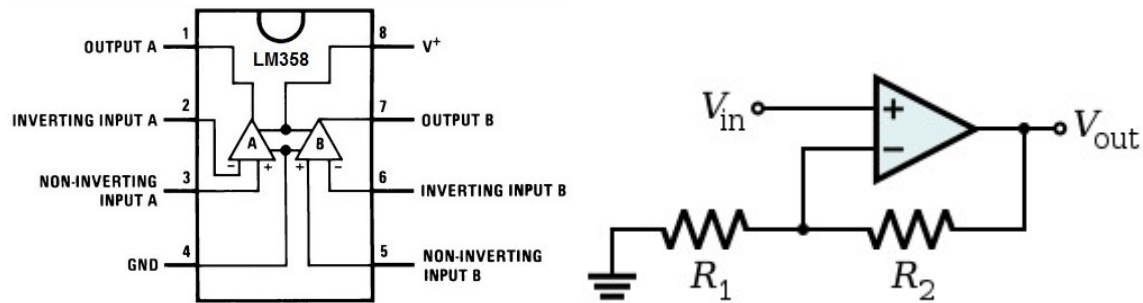 1
OUTPUT A
LM358
8
V+
2
INVERTING INPUT A
7
OUTPUT B
A
B
-
+
+
-
3
NON-INVERTING
INPUT A
6
INVERTING INPUT B
4
GND
5
NON-INVERTING
INPUT B
Vin
+
−
Vout
R1
R2